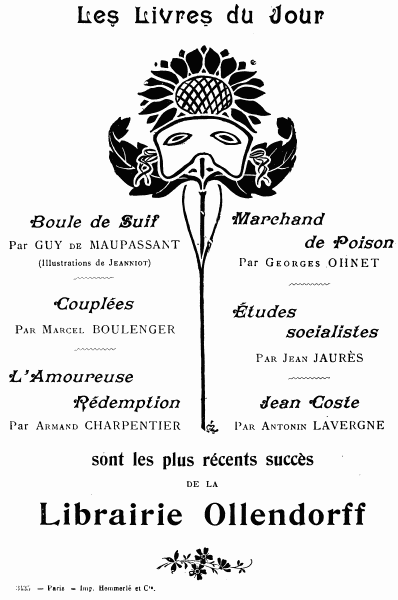 Les Livres du Jour
Boule de Suif
Par GUY DE MAUPASSANT
(Illustrations de JEANNIOT)
Couplées
PAR MARCEL BOULENGER
L'Amoureuse
Rédemption
PAR ARMAND CHARPENTIER
Marchand
de Poison
Par GEORGES OHNET
Études
socialistes
PAR JEAN JAURÈS
Jean Coste
PAR ANTONIN LAVERGNE
sont les plus récents succès
DE LA
Librairie Ollendorff
— Paris — Imp. Hemmerlé et Cie.